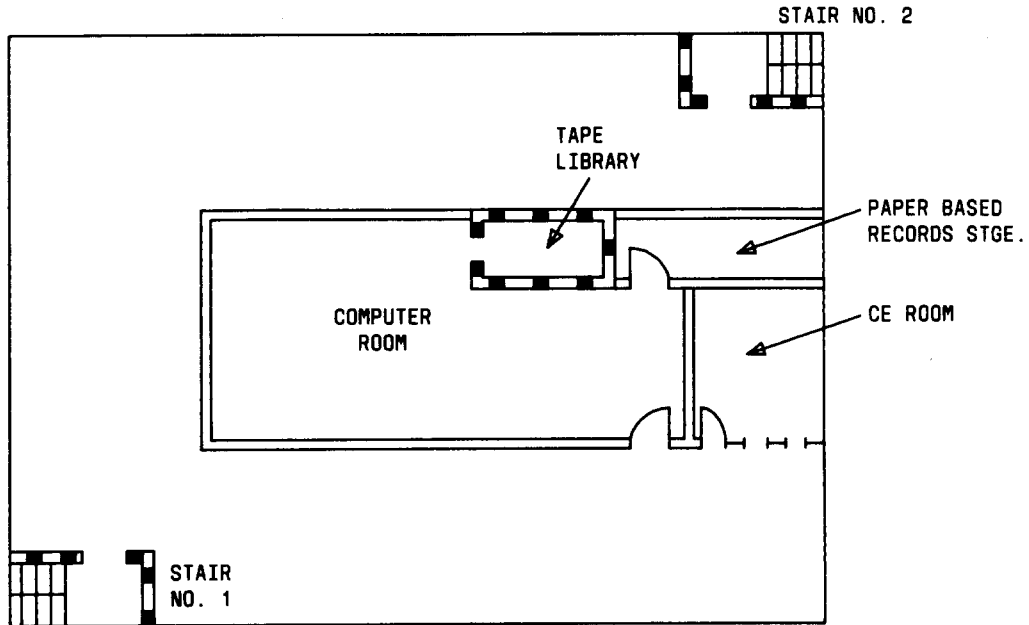 STAIR NO. 2
TAPE
LIBRARY
PAPER BASED
RECORDS STGE.
COMPUTER
ROOM
CE ROOM
STAIR
NO. 1